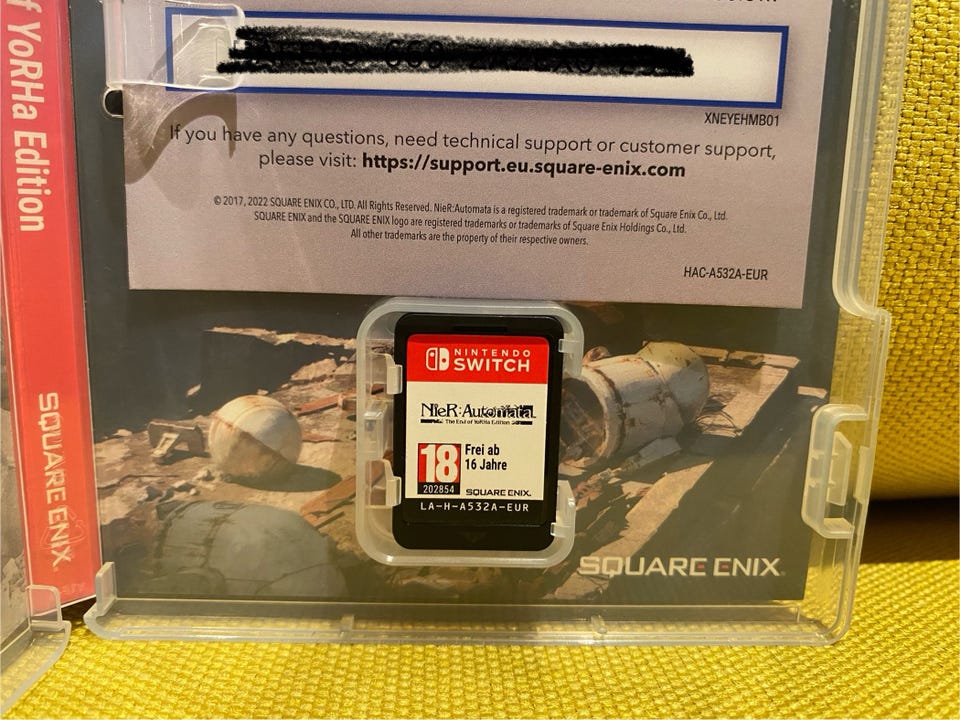 XNEYEHMB01
If you have any questions, need technical support or customer support,
please visit: https://support.eu.square-enix.com
© 2017, 2022 SQUARE ENIX CO., LTD. All Rights Reserved. NieR:Automata is a registered trademark or trademark of Square Enix Co., Ltd.
SQUARE ENIX and the SQUARE ENIX logo are registered trademarks or trademarks of Square Enix Holdings Co., Ltd.
All other trademarks are the property of their respective owners.
HAC-A532A-EUR
f YoRHa Edition
SQUARE ENIX
NINTENDO
SWITCH
NieR:Automata
The End of YoRHa Edition
18
202854
Frei ab
16 Jahre
SQUARE ENIX.
LA-H-A532A-EUR
SQUARE ENIX